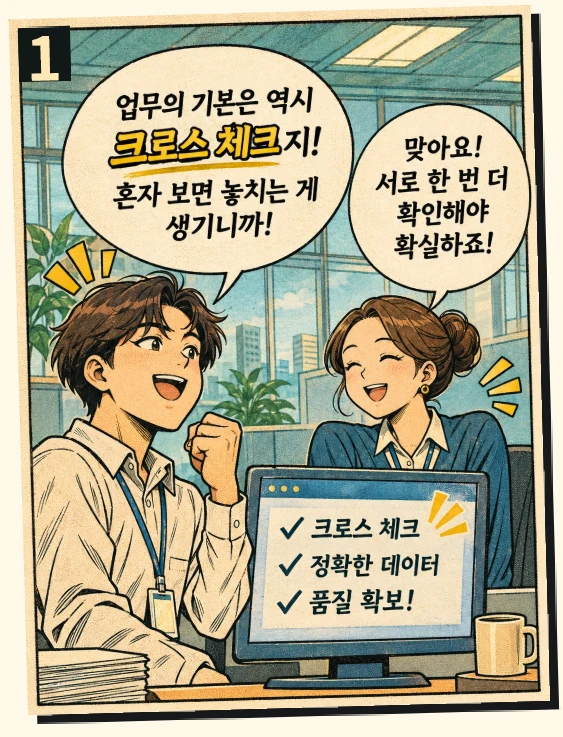 1
업무의 기본은 역시
크로스 체크지!
혼자 보면 놓치는 게
생기니까!
맞아요!
서로 한 번 더
확인해야
확실하죠!
✓ 크로스 체크
✓ 정확한 데이터
✓ 품질 확보!